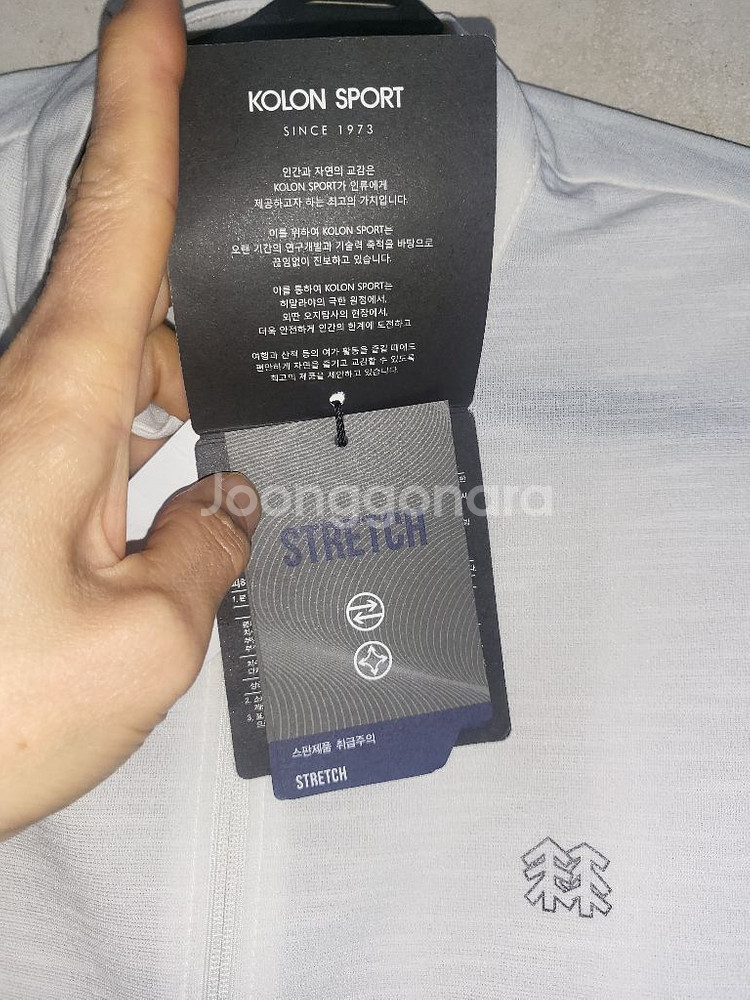 KOLON SPORT
SINCE 1973
인간과 자연의 교감은
KOLON SPORT가 인류에게
제공하고자 하는 최고의 가치입니다.
이를 위하여 KOLON SPORT는
오랜 기간의 연구개발과 기술력 축적을 바탕으로
끊임없이 진보하고 있습니다.
이를 통하여 KOLON SPORT는
히말라야의 극한 원정에서,
외딴 오지탐사의 현장에서,
더욱 안전하게 인간의 한계에 도전하고
여행과 산책 등의 여가 활동을 즐길 때에도
편안하게 자연을 즐기고 교감할 수 있도록
최고의 제품을 제안하고 있습니다.
Joonggonara
STRETCH
1.
2.
3.
스판제품 취급주의
STRETCH